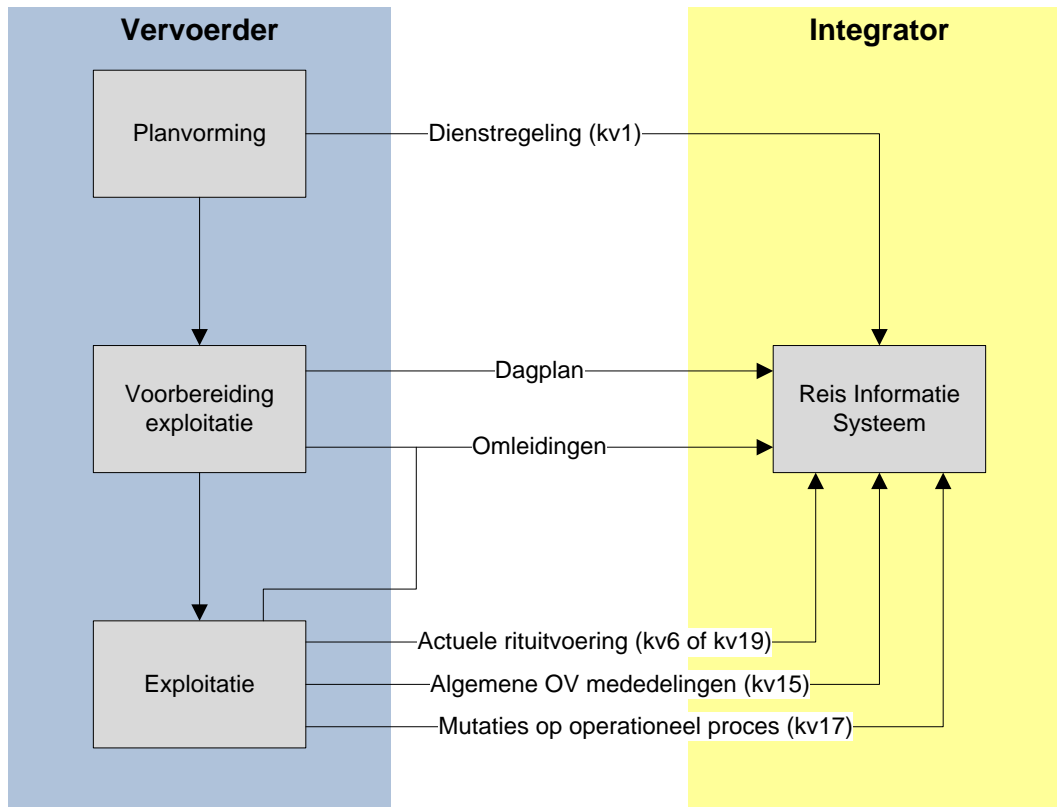 Vervoerder
Integrator
Planvorming
Dienstregeling (kv1)
Voorbereiding
exploitatie
Dagplan
Omleidingen
Reis Informatie
Systeem
Exploitatie
Actuele rituitvoering (kv6 of kv19)
Algemene OV mededelingen (kv15)
Mutaties op operationeel proces (kv17)